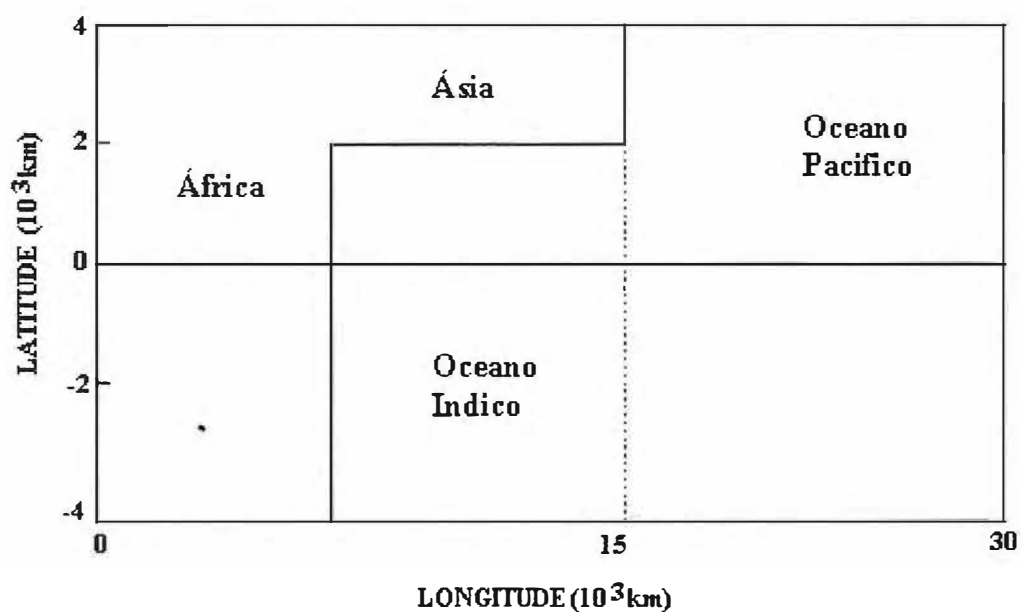 4
Ásia
Oceano
Pacifico
2
África
0
LATITUDE (10³km)
-2
Oceano
Indico
-4
0
15
30
LONGITUDE (10³km)